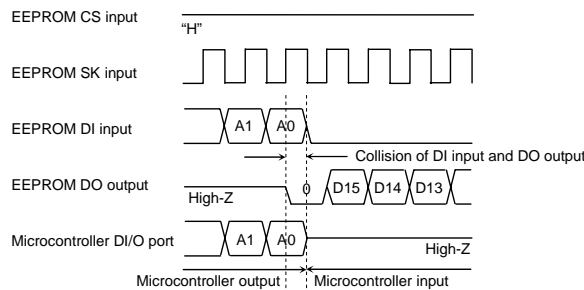 EEPROM CS input
“H”
EEPROM SK input
EEPROM DI input
A1 A0
Collision of DI input and DO output
EEPROM DO output
High-Z
0 D15 D14 D13
Microcontroller DI/O port
A1 A0
High-Z
Microcontroller output Microcontroller input